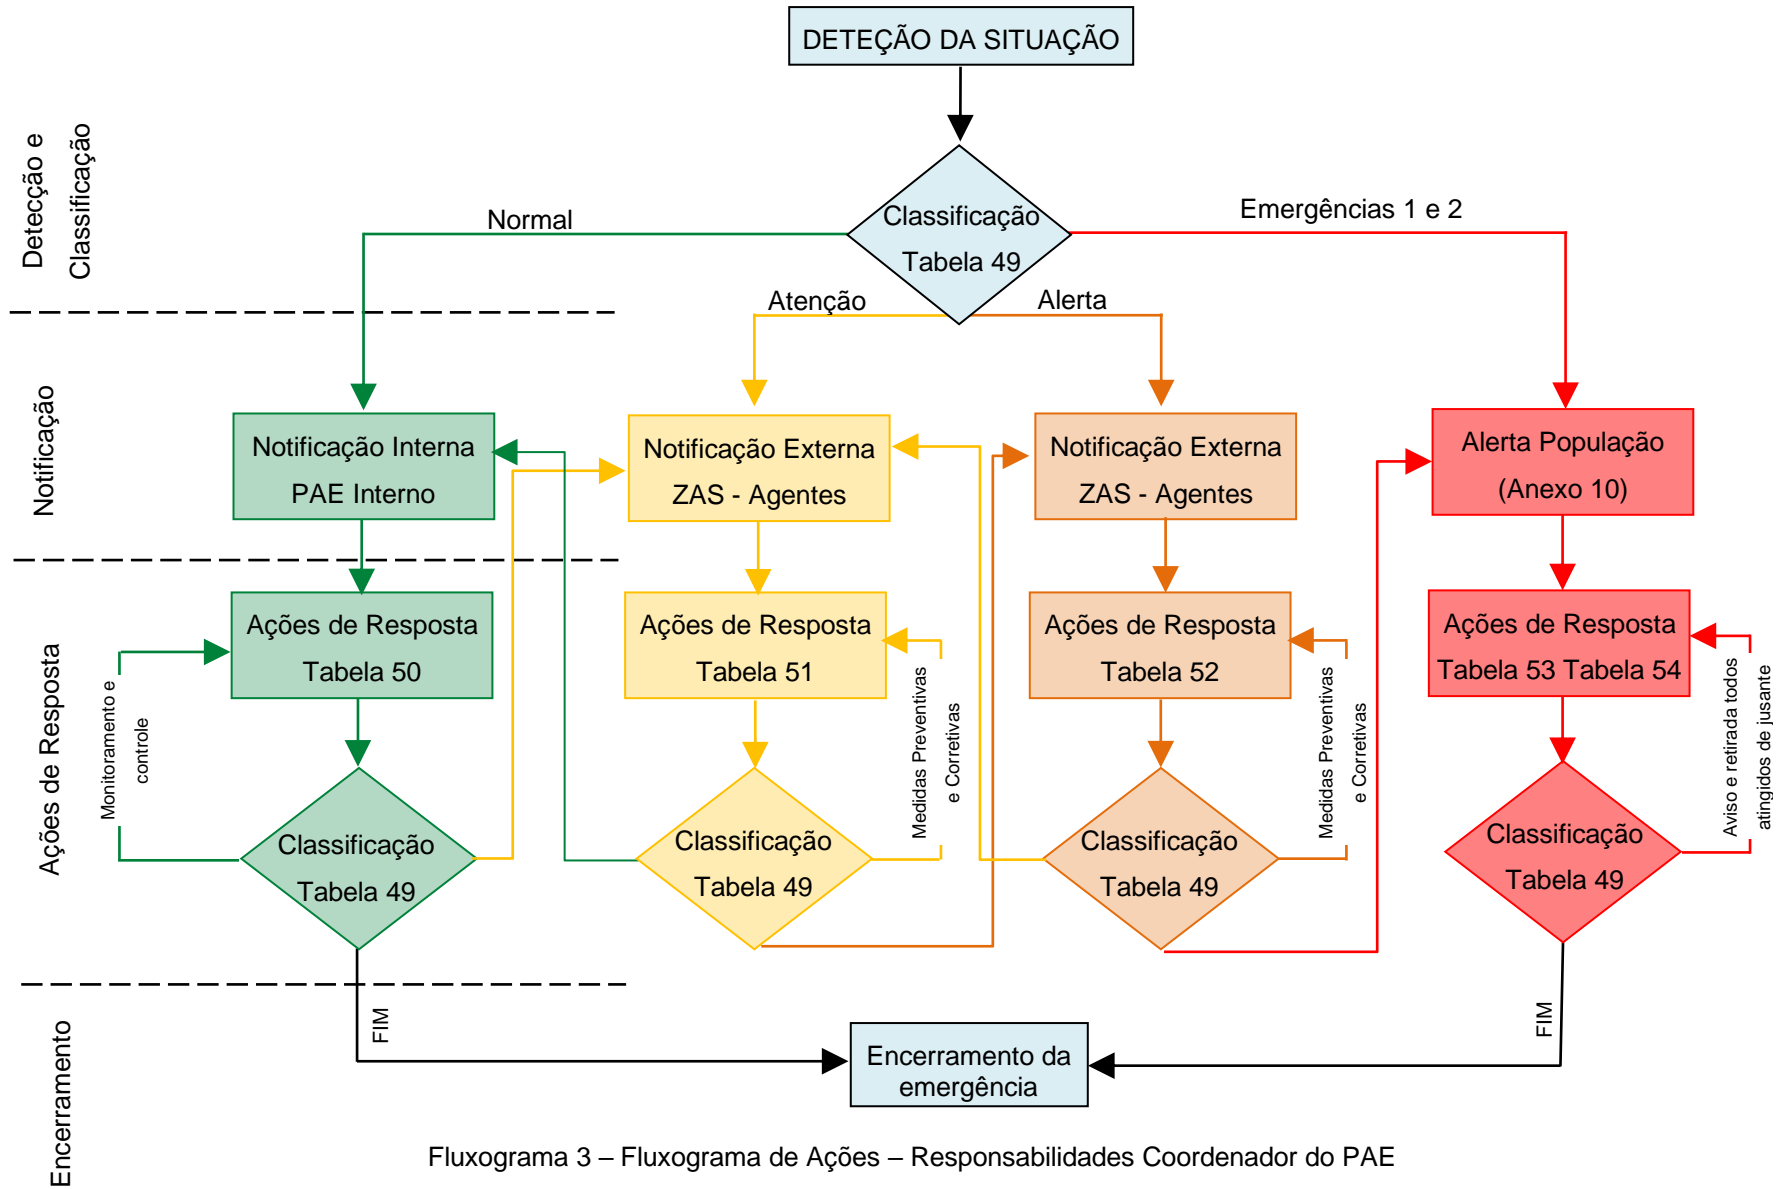 DETEÇÃO DA SITUAÇÃO
Detecção e
Classificação
Classificação
Tabela 49
Normal
Emergências 1 e 2
Atenção
Alerta
Notificação
Notificação Interna
PAE Interno
Notificação Externa
ZAS - Agentes
Notificação Externa
ZAS - Agentes
Alerta População
(Anexo 10)
Ações de Resposta
Ações de Resposta
Tabela 50
Ações de Resposta
Tabela 51
Ações de Resposta
Tabela 52
Ações de Resposta
Tabela 53 Tabela 54
Monitoramento e
controle
Medidas Preventivas
e Corretivas
Medidas Preventivas
e Corretivas
Aviso e retirada todos
atingidos de jusante
Classificação
Tabela 49
Classificação
Tabela 49
Classificação
Tabela 49
Classificação
Tabela 49
FIM
FIM
Encerramento
Encerramento da
emergência
Fluxograma 3 – Fluxograma de Ações – Responsabilidades Coordenador do PAE